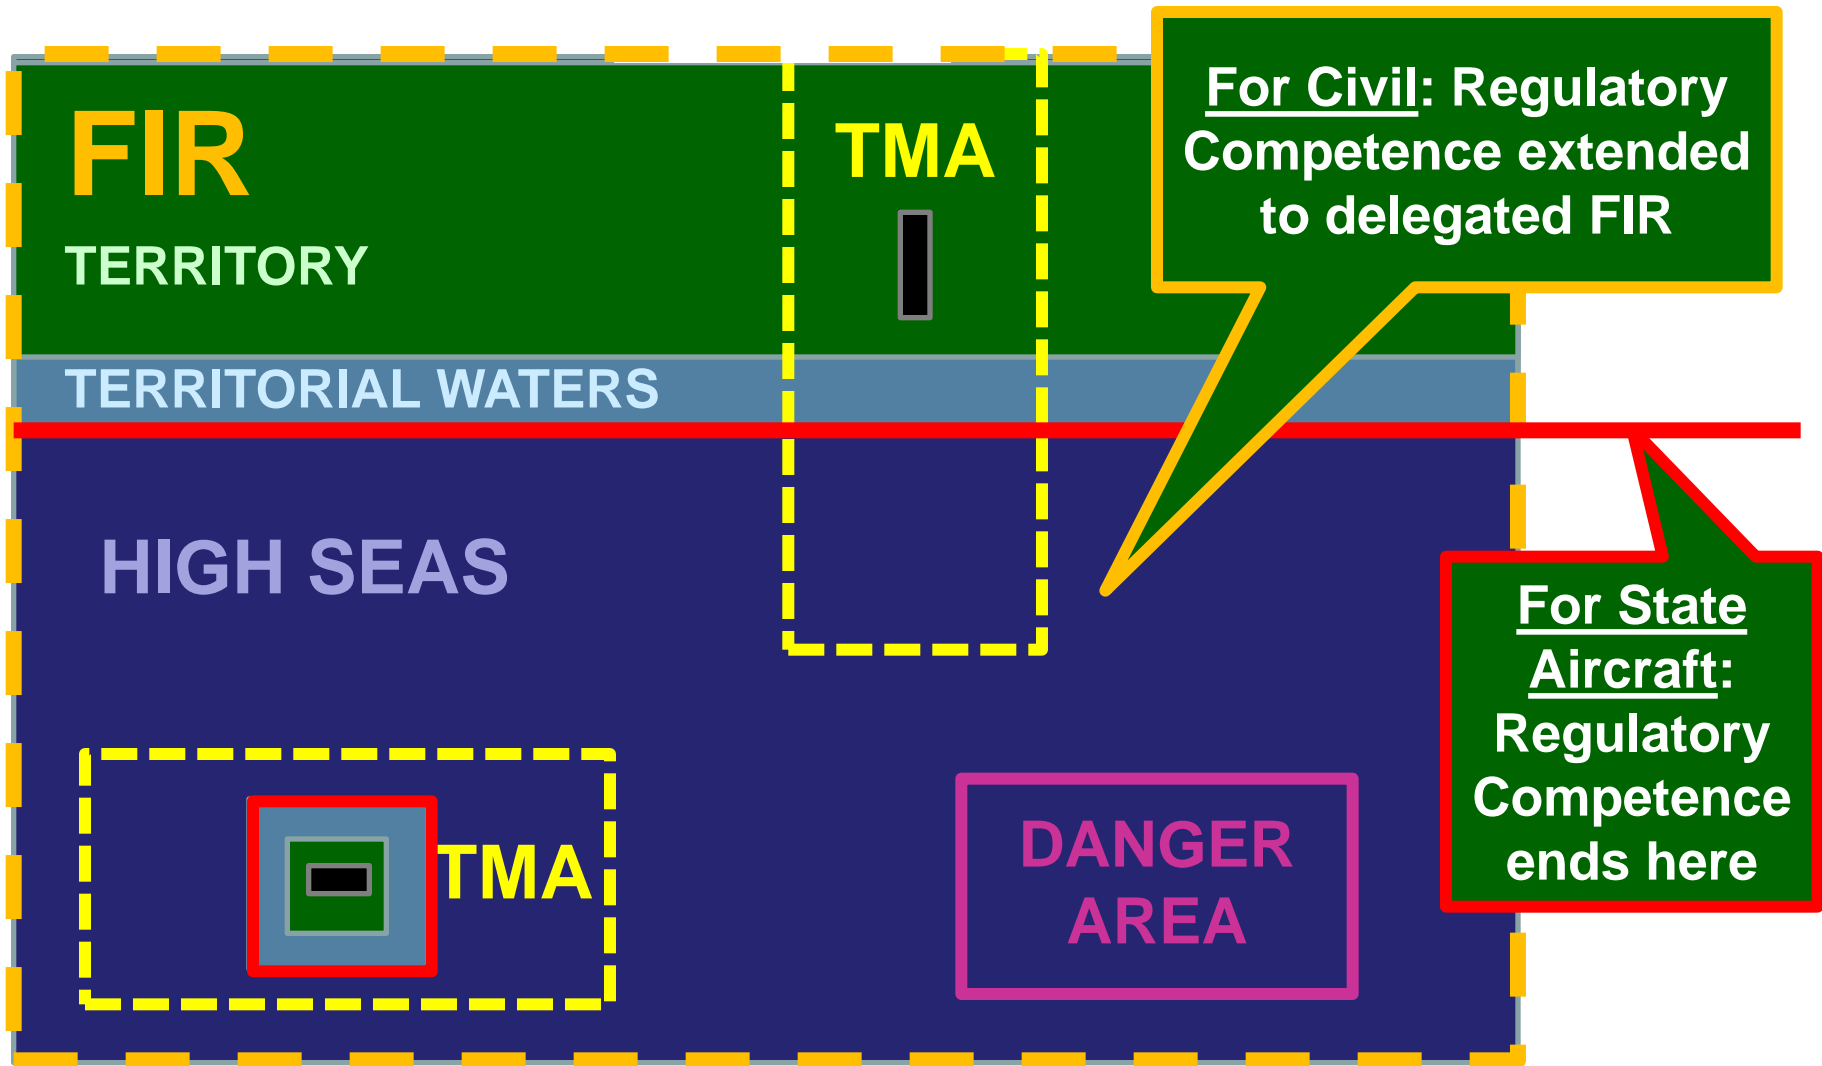 FIR
TERRITORY
TMA
For Civil: Regulatory
Competence extended
to delegated FIR
TERRITORIAL WATERS
HIGH SEAS
For State
Aircraft:
Regulatory
Competence
ends here
TMA
DANGER
AREA